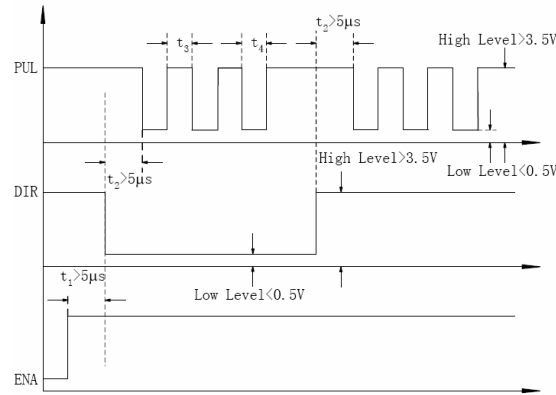 t₂>5μs
t₃
t₄
High Level>3.5V
PUL
High Level>3.5V
Low Level<0.5V
t₂>5μs
DIR
t₁>5μs
Low Level<0.5V
ENA